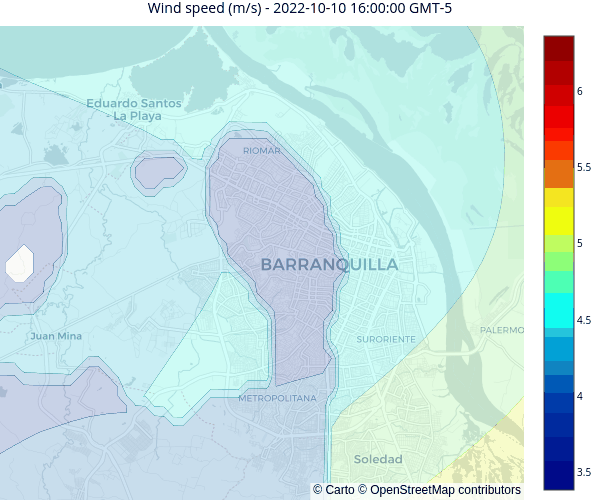 Wind speed (m/s) - 2022-10-10 16:00:00 GMT-5
Eduardo Santos
- La Playa
RIOMAR
BARRANQUILLA
Juan Mina
SURORIENTE
PALERMO
METROPOLITANA
Soledad
© Carto © OpenStreetMap contributors
6
5.5
5
4.5
4
3.5